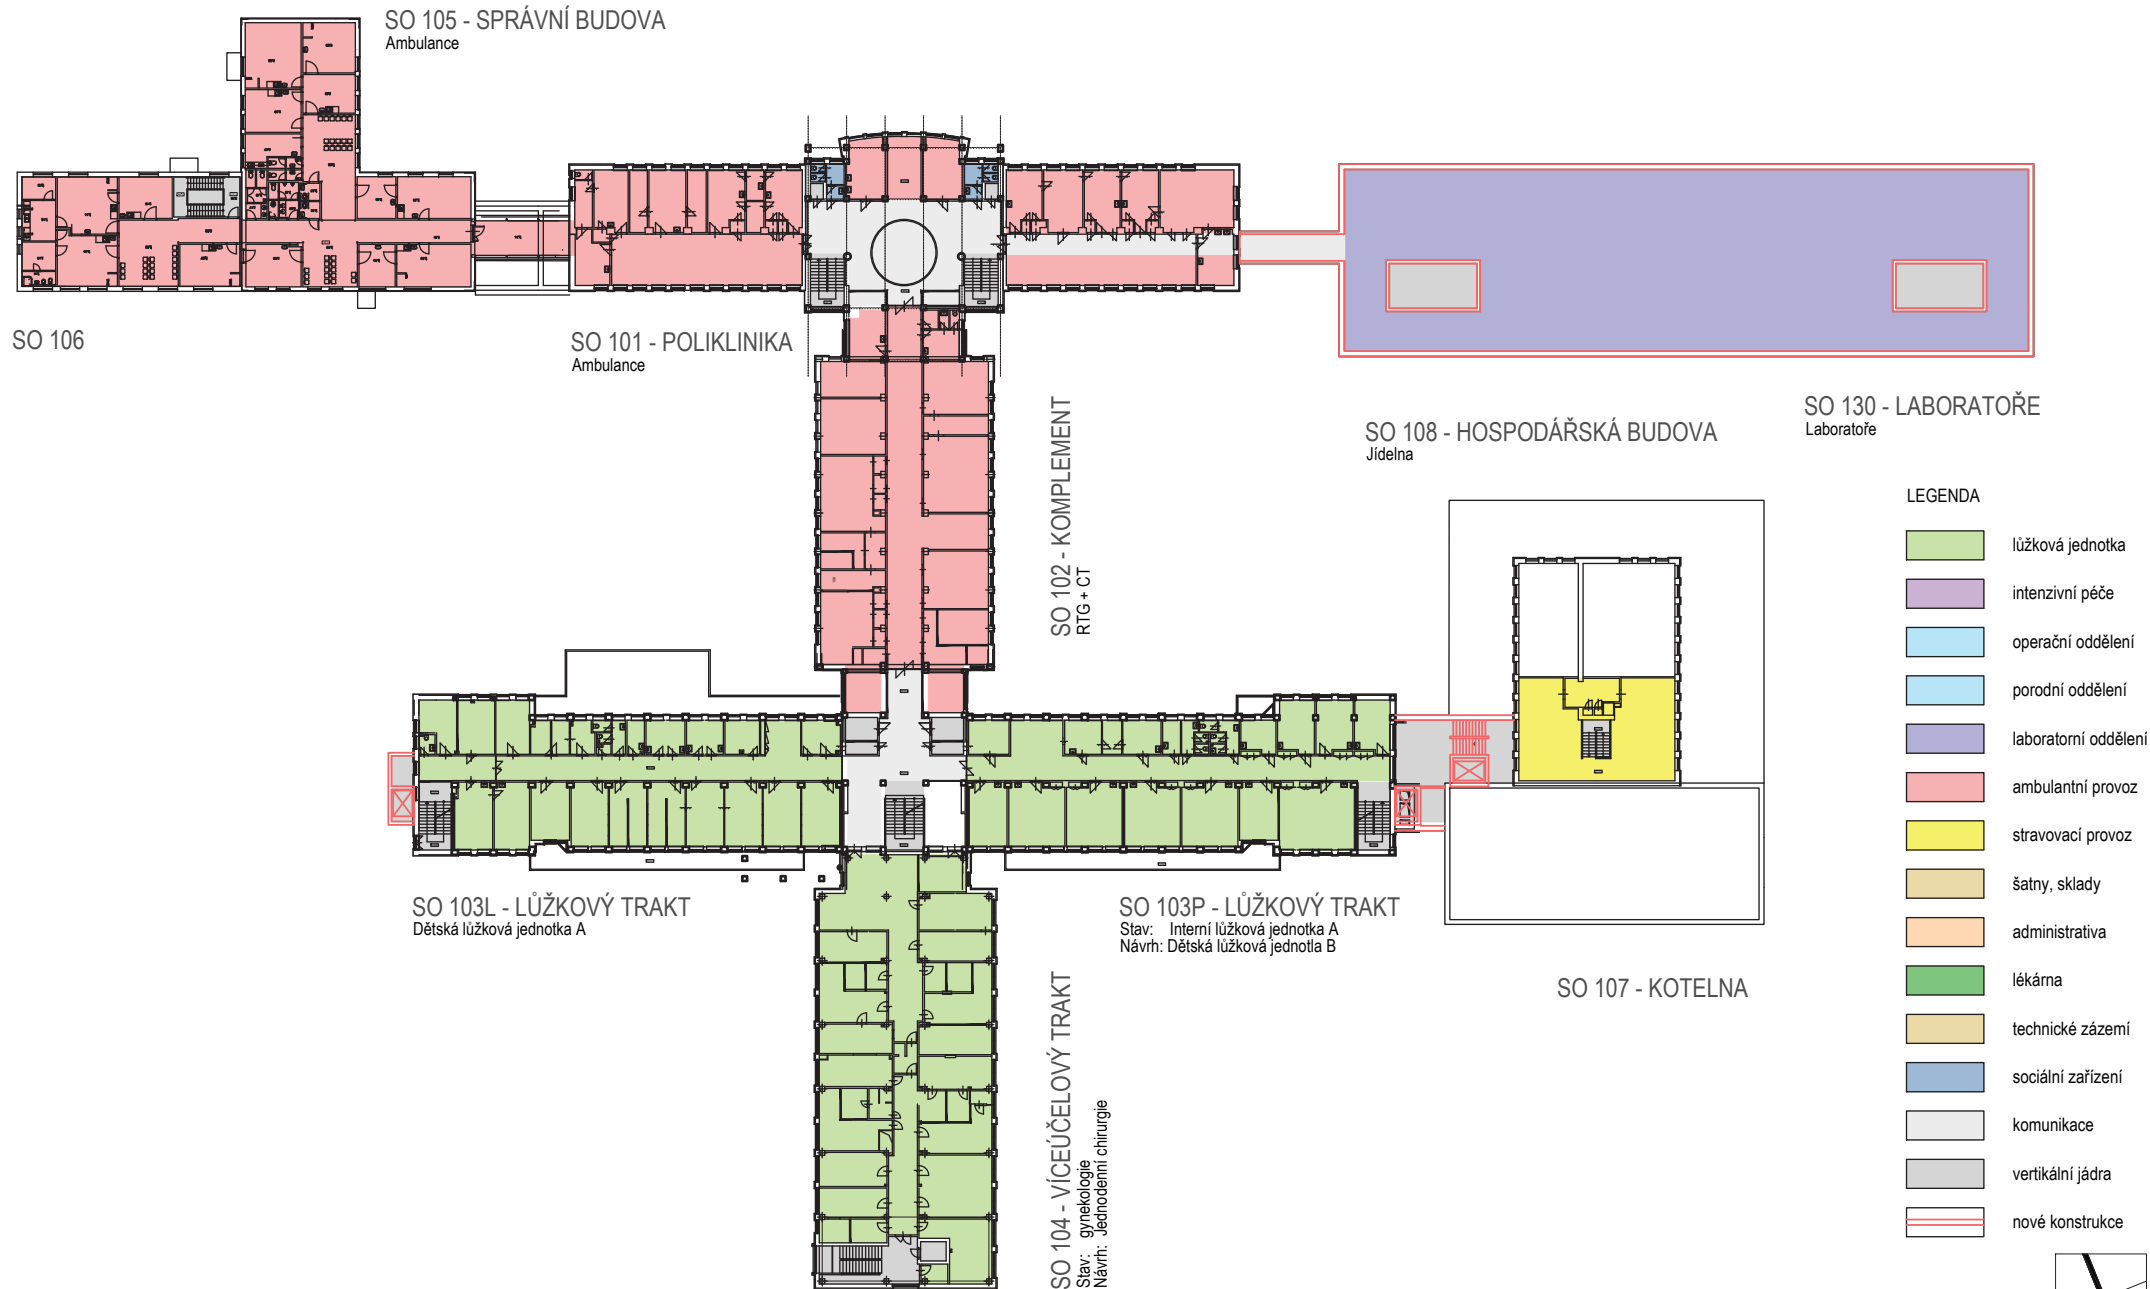 SO 105 - SPRÁVNÍ BUDOVA
Ambulance
SO 106
SO 101 - POLIKLINIKA
Ambulance
SO 102 - KOMPLEMENT
RTG + CT
SO 130 - LABORATOŘE
Laboratoře
SO 108 - HOSPODÁŘSKÁ BUDOVA
Jídelna
SO 103L - LŮŽKOVÝ TRAKT
Dětská lůžková jednotka A
SO 103P - LŮŽKOVÝ TRAKT
Stav: Interní lůžková jednotka A
Návrh: Dětská lůžková jednotla B
SO 107 - KOTELNA
SO 104 - VÍCEÚČELOVÝ TRAKT
Stav: gynekologie
Návrh: Jednodenní chirurgie
LEGENDA
lůžková jednotka
intenzivní péče
operační oddělení
porodní oddělení
laboratorní oddělení
ambulantní provoz
stravovací provoz
šatny, sklady
administrativa
lékárna
technické zázemí
sociální zařízení
komunikace
vertikální jádra
nové konstrukce